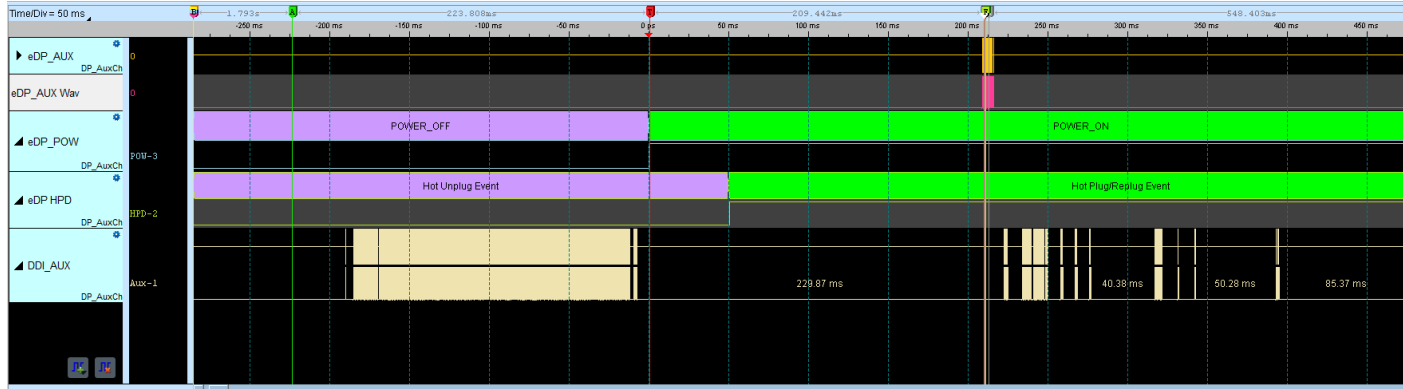 Time/Div = 50 ms
B 1.793s A 223.808ms T 209.442ms 548.403ms
-250 ms -200 ms -150 ms -100 ms -50 ms 0 ps 50 ms 100 ms 150 ms 200 ms 250 ms 300 ms 350 ms 400 ms 450 ms
eDP_AUX 0
DP_AuxCh
eDP_AUX Wav 0
POWER_OFF POWER_ON
eDP_POW
POW-3
DP_AuxCh
Hot Unplug Event Hot Plug/Replug Event
eDP HPD
HPD-2
DP_AuxCh
DDI_AUX
Aux-1 229.87 ms 40.38 ms 50.28 ms 85.37 ms
DP_AuxCh